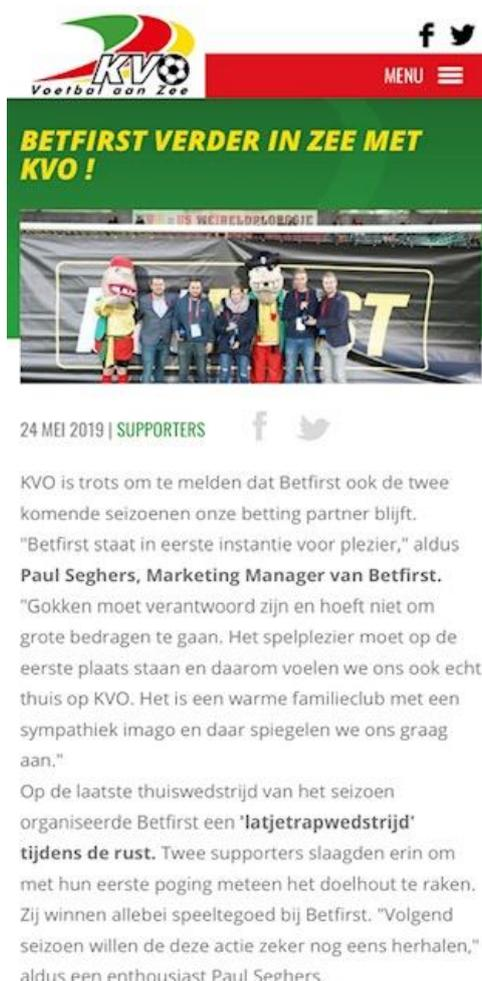 KVO
Voetbal aan Zee
MENU
BETFIRST VERDER IN ZEE MET
KVO !
24 MEI 2019 | SUPPORTERS
KVO is trots om te melden dat Betfirst ook de twee
komende seizoenen onze betting partner blijft.
"Betfirst staat in eerste instantie voor plezier," aldus
Paul Seghers, Marketing Manager van Betfirst.
"Gokken moet verantwoord zijn en hoeft niet om
grote bedragen te gaan. Het spelplezier moet op de
eerste plaats staan en daarom voelen we ons ook echt
thuis op KVO. Het is een warme familieclub met een
sympathiek imago en daar spiegelen we ons graag
aan."
Op de laatste thuiswedstrijd van het seizoen
organiseerde Betfirst een 'latjetrapwedstrijd'
tijdens de rust. Twee supporters slaagden erin om
met hun eerste poging meteen het doelhout te raken.
Zij winnen allebei speeltegoed bij Betfirst. "Volgend
seizoen willen de deze actie zeker nog eens herhalen,"
aldus een enthousiast Paul Seghers.